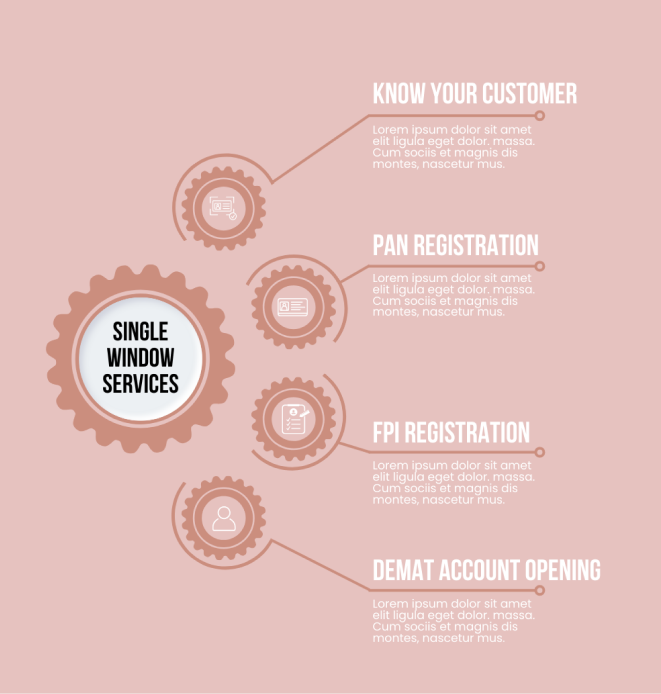 KNOW YOUR CUSTOMER
Lorem ipsum dolor sit amet
elit ligula eget dolor. massa.
Cum sociis et magnis dis
montes, nascetur mus.
PAN REGISTRATION
Lorem ipsum dolor sit amet
elit ligula eget dolor. massa.
Cum sociis et magnis dis
montes, nascetur mus.
SINGLE
WINDOW
SERVICES
FPI REGISTRATION
Lorem ipsum dolor sit amet
elit ligula eget dolor. massa.
Cum sociis et magnis dis
montes, nascetur mus.
DEMAT ACCOUNT OPENING
Lorem ipsum dolor sit amet
elit ligula eget dolor. massa.
Cum sociis et magnis dis
montes, nascetur mus.